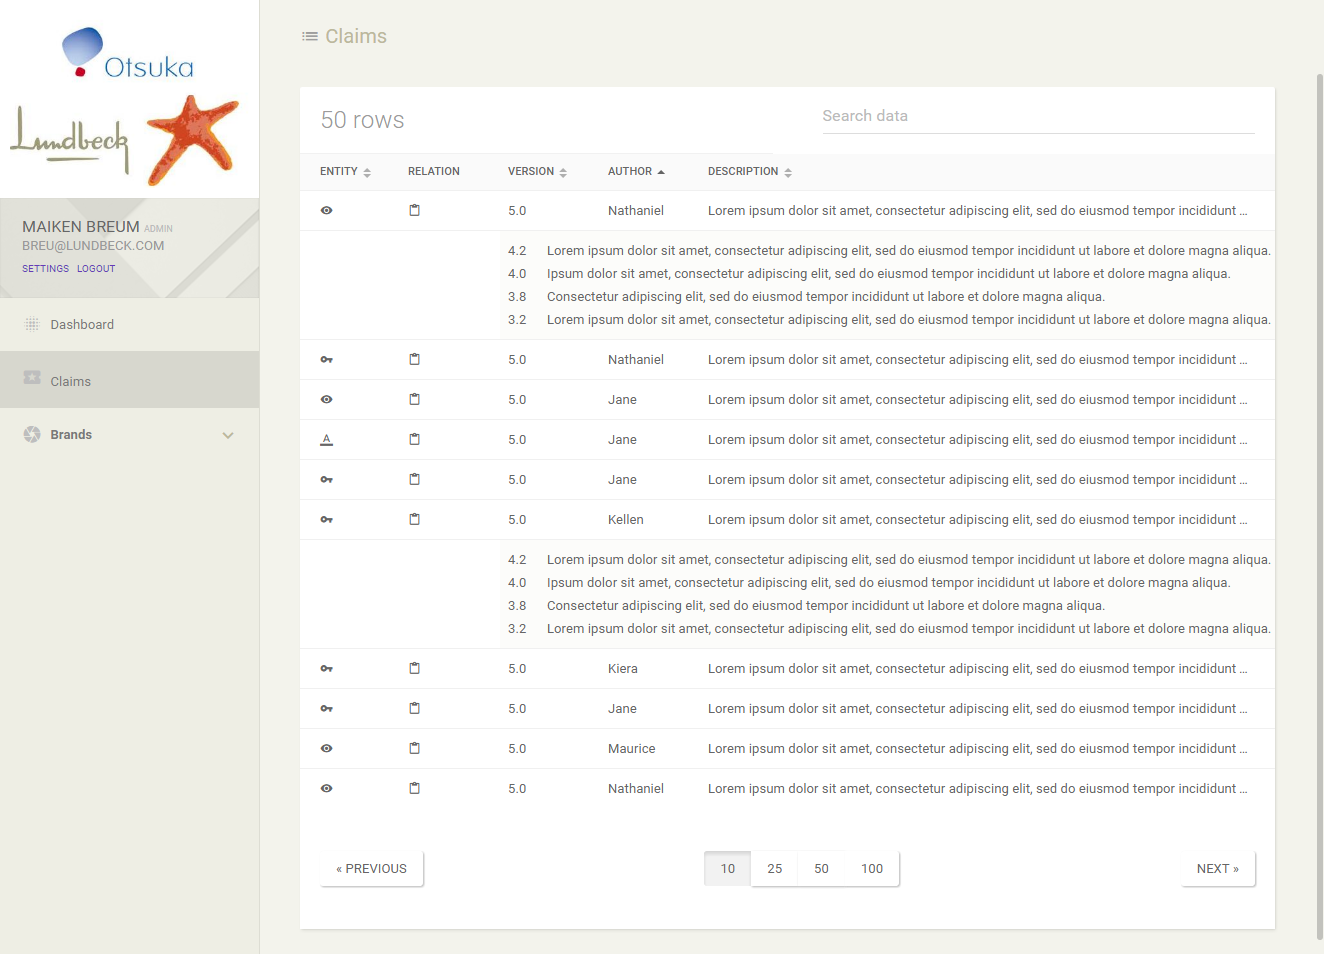 Otsuka
Lundbeck
MAIKEN BREUM ADMIN
BREU@LUNDBECK.COM
SETTINGS LOGOUT
Dashboard
Claims
Brands
Claims
50 rows
Search data
ENTITY RELATION VERSION AUTHOR DESCRIPTION
5.0 Nathaniel Lorem ipsum dolor sit amet, consectetur adipiscing elit, sed do eiusmod tempor incididunt ...
4.2 Lorem ipsum dolor sit amet, consectetur adipiscing elit, sed do eiusmod tempor incididunt ut labore et dolore magna aliqua.
4.0 Ipsum dolor sit amet, consectetur adipiscing elit, sed do eiusmod tempor incididunt ut labore et dolore magna aliqua.
3.8 Consectetur adipiscing elit, sed do eiusmod tempor incididunt ut labore et dolore magna aliqua.
3.2 Lorem ipsum dolor sit amet, consectetur adipiscing elit, sed do eiusmod tempor incididunt ut labore et dolore magna aliqua.
5.0 Nathaniel Lorem ipsum dolor sit amet, consectetur adipiscing elit, sed do eiusmod tempor incididunt ...
5.0 Jane Lorem ipsum dolor sit amet, consectetur adipiscing elit, sed do eiusmod tempor incididunt ...
5.0 Jane Lorem ipsum dolor sit amet, consectetur adipiscing elit, sed do eiusmod tempor incididunt ...
5.0 Jane Lorem ipsum dolor sit amet, consectetur adipiscing elit, sed do eiusmod tempor incididunt ...
5.0 Kellen Lorem ipsum dolor sit amet, consectetur adipiscing elit, sed do eiusmod tempor incididunt ...
4.2 Lorem ipsum dolor sit amet, consectetur adipiscing elit, sed do eiusmod tempor incididunt ut labore et dolore magna aliqua.
4.0 Ipsum dolor sit amet, consectetur adipiscing elit, sed do eiusmod tempor incididunt ut labore et dolore magna aliqua.
3.8 Consectetur adipiscing elit, sed do eiusmod tempor incididunt ut labore et dolore magna aliqua.
3.2 Lorem ipsum dolor sit amet, consectetur adipiscing elit, sed do eiusmod tempor incididunt ut labore et dolore magna aliqua.
5.0 Kiera Lorem ipsum dolor sit amet, consectetur adipiscing elit, sed do eiusmod tempor incididunt ...
5.0 Jane Lorem ipsum dolor sit amet, consectetur adipiscing elit, sed do eiusmod tempor incididunt ...
5.0 Maurice Lorem ipsum dolor sit amet, consectetur adipiscing elit, sed do eiusmod tempor incididunt ...
5.0 Nathaniel Lorem ipsum dolor sit amet, consectetur adipiscing elit, sed do eiusmod tempor incididunt ...
« PREVIOUS 10 25 50 100 NEXT »